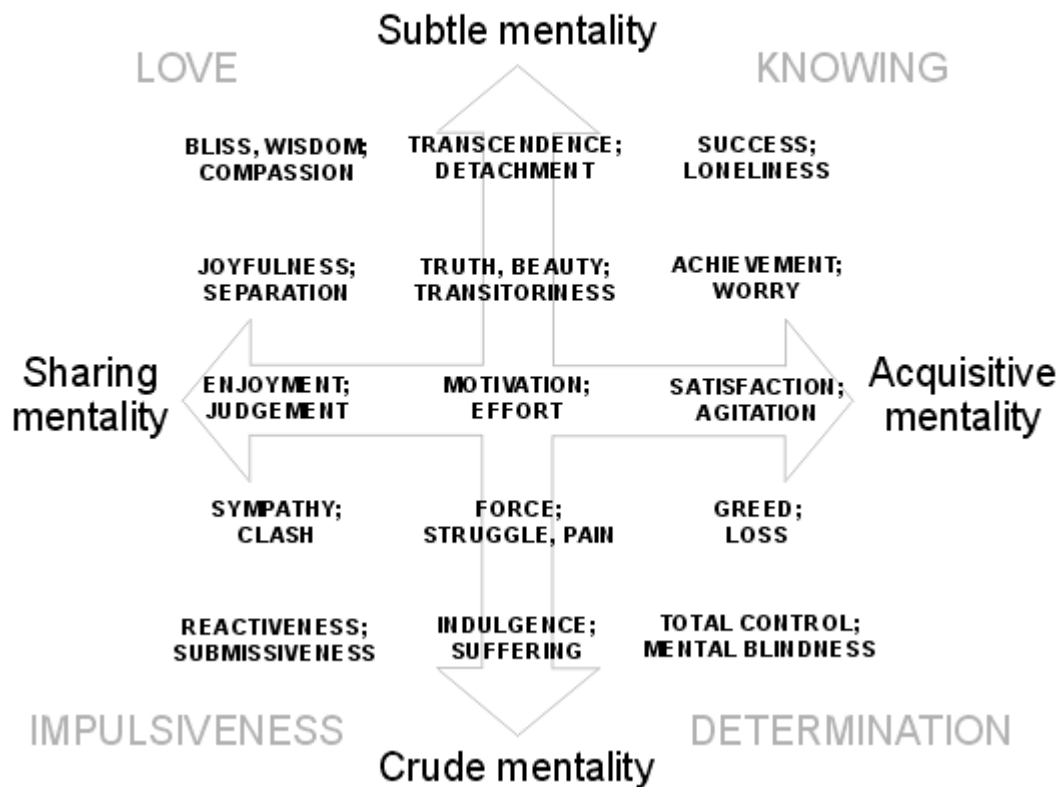 Subtle mentality
LOVE
KNOWING
BLISS, WISDOM;
COMPASSION
TRANSCENDENCE;
DETACHMENT
SUCCESS;
LONELINESS
JOYFULNESS;
SEPARATION
TRUTH, BEAUTY;
TRANSITORINESS
ACHIEVEMENT;
WORRY
Sharing
mentality
ENJOYMENT;
JUDGEMENT
MOTIVATION;
EFFORT
SATISFACTION;
AGITATION
Acquisitive
mentality
SYMPATHY;
CLASH
FORCE;
STRUGGLE, PAIN
GREED;
LOSS
REACTIVENESS;
SUBMISSIVENESS
INDULGENCE;
SUFFERING
TOTAL CONTROL;
MENTAL BLINDNESS
IMPULSIVENESS
DETERMINATION
Crude mentality